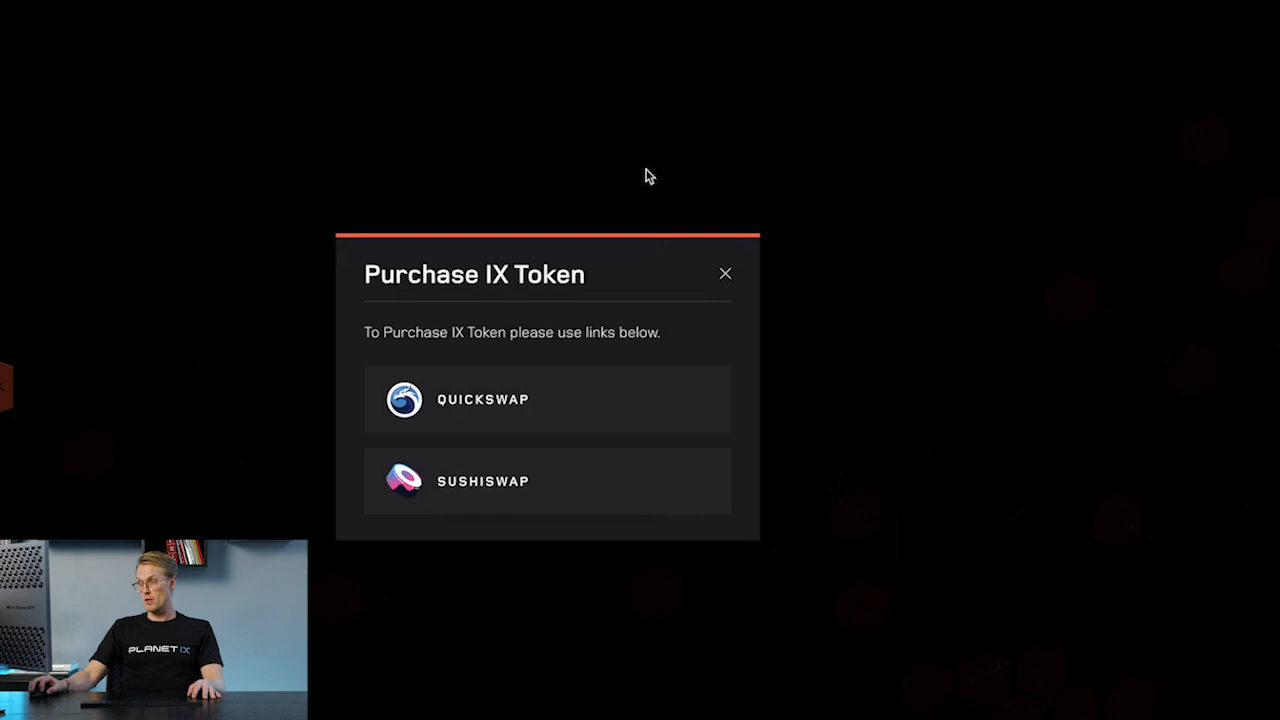 Purchase IX Token
To Purchase IX Token please use links below.
QUICKSWAP
SUSHISWAP
PLANET IX